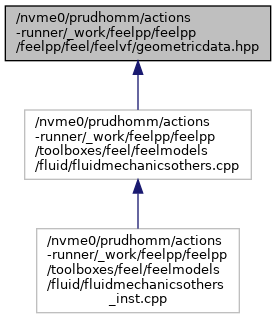 /nvme0/prudhomm/actions
-runner/_work/feelpp/feelpp
/feelpp/feel/feelvf/geometricdata.hpp
/nvme0/prudhomm/actions
-runner/_work/feelpp/feelpp
/toolboxes/feel/feelmodels
/fluid/fluidmechanicsothers.cpp
/nvme0/prudhomm/actions
-runner/_work/feelpp/feelpp
/toolboxes/feel/feelmodels
/fluid/fluidmechanicsothers
_inst.cpp